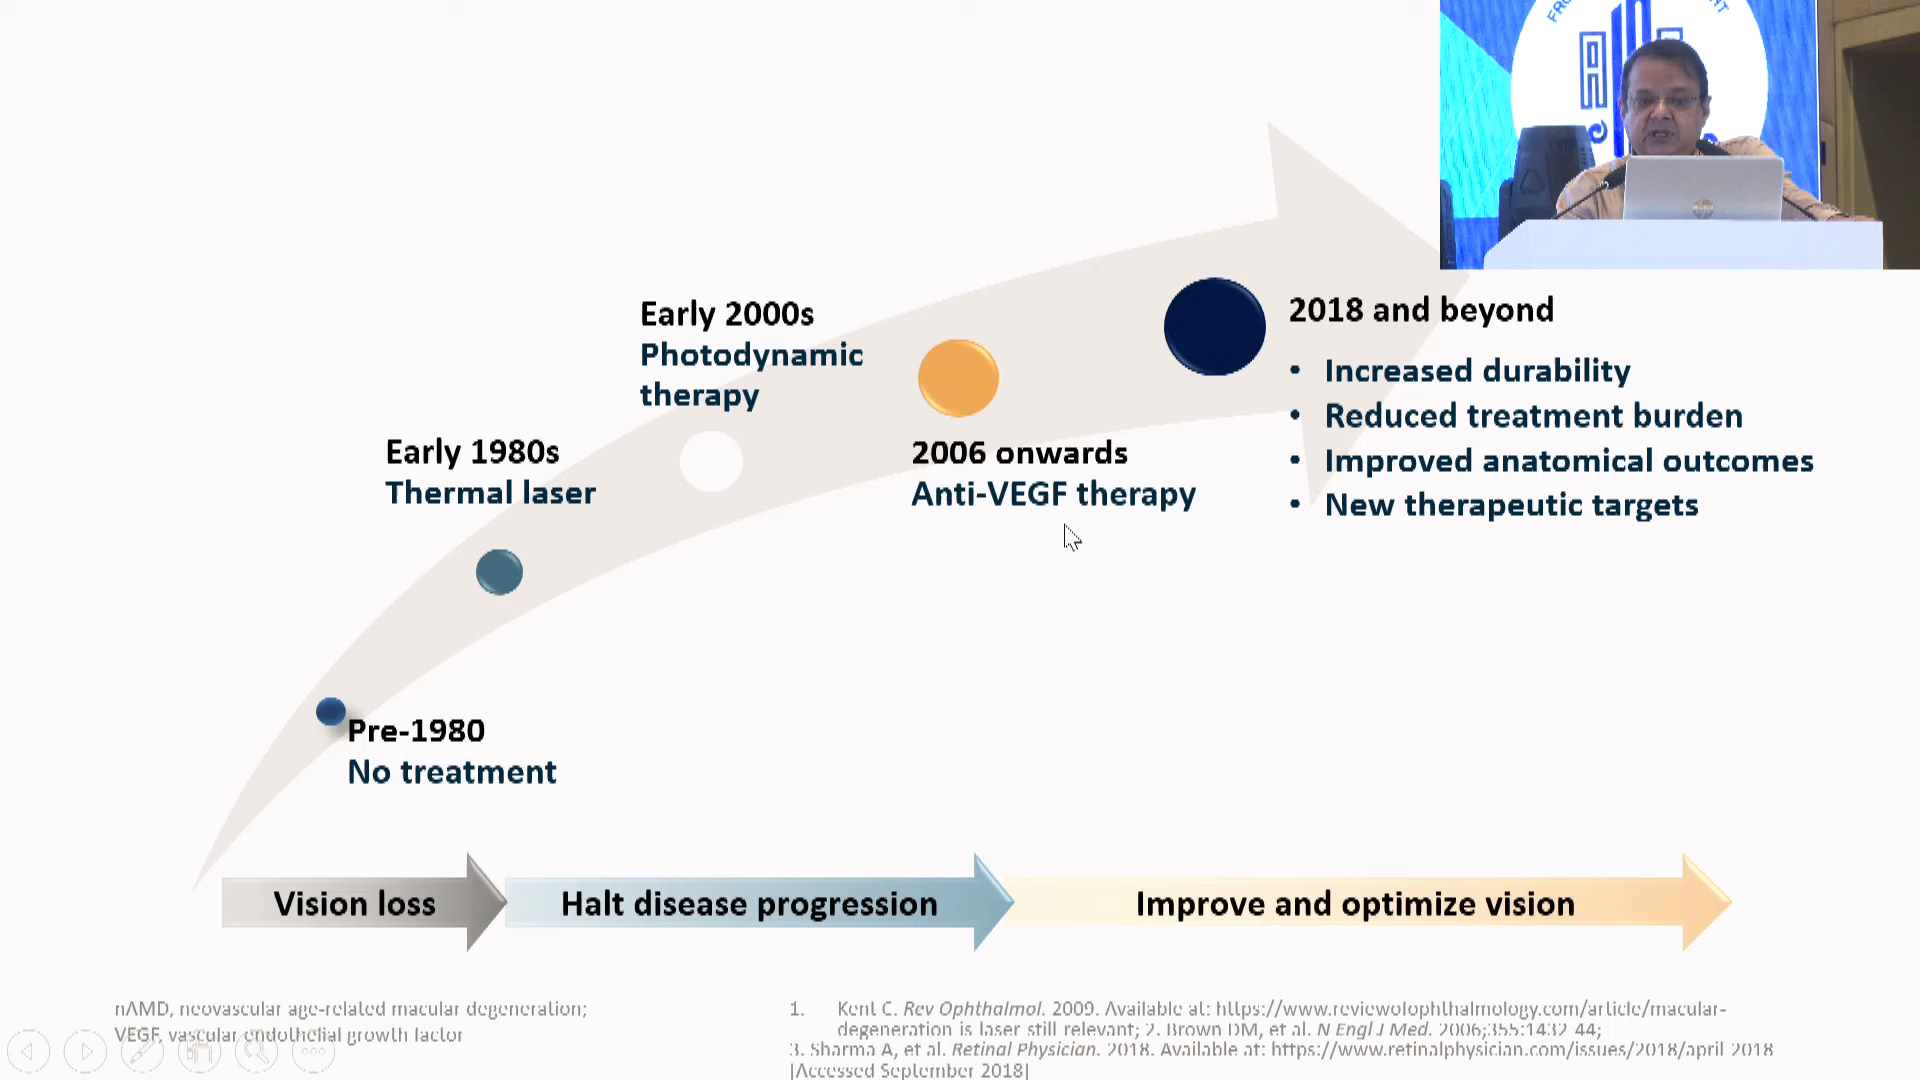 Early 2000s
Photodynamic
therapy
2018 and beyond
• Increased durability
• Reduced treatment burden
• Improved anatomical outcomes
• New therapeutic targets
Early 1980s
Thermal laser
2006 onwards
Anti-VEGF therapy
Pre-1980
No treatment
Vision loss
Halt disease progression
Improve and optimize vision
nAMD, neovascular age-related macular degeneration;
VEGF, vascular endothelial growth factor
1. Kent C. Rev Ophthalmol. 2009. Available at: https://www.reviewofophthalmology.com/article/macular-
degeneration is laser still relevant; 2. Brown DM, et al. N Engl J Med. 2006;355:1432 44;
3. Sharma A, et al. Retinal Physician. 2018. Available at: https://www.retinalphysician.com/issues/2018/april 2018
[Accessed September 2018]
hp